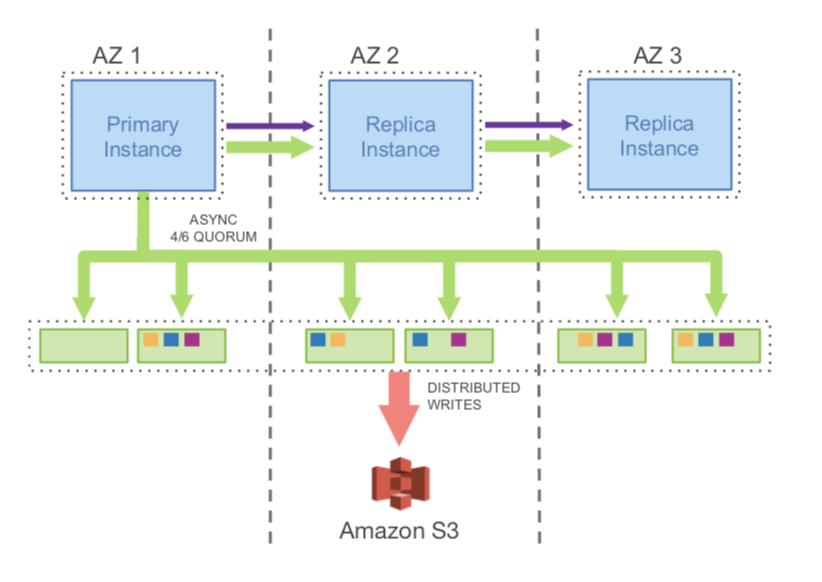 AZ 1
AZ 2
AZ 3
Primary
Instance
Replica
Instance
Replica
Instance
ASYNC
4/6 QUORUM
DISTRIBUTED
WRITES
Amazon S3